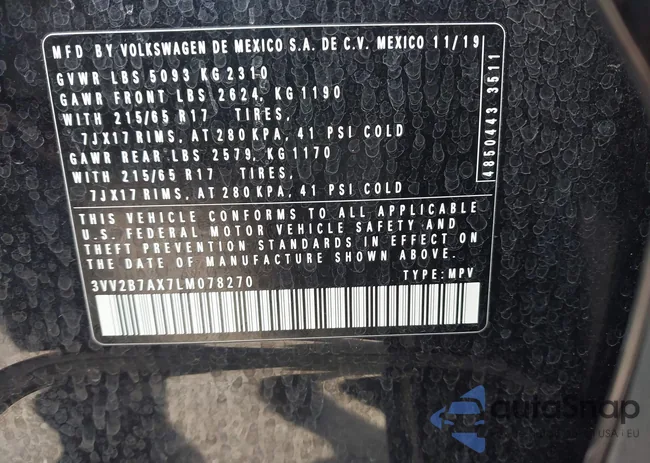 MFD BY VOLKSWAGEN DE MEXICO S.A. DE C.V. MEXICO 11/19
GVWR LBS 5093 KG 2310
GAWR FRONT LBS 2624, KG 1190
WITH 215/65 R17 TIRES,
7JX17 RIMS, AT 280 KPA, 41 PSI COLD
GAWR REAR LBS 2579, KG 1170
WITH 215/65 R17 TIRES,
7JX17 RIMS, AT 280 KPA, 41 PSI COLD
THIS VEHICLE CONFORMS TO ALL APPLICABLE
U.S. FEDERAL MOTOR VEHICLE SAFETY AND
THEFT PREVENTION STANDARDS IN EFFECT ON
THE DATE OF MANUFACTURE SHOWN ABOVE.
3VV2B7AX7LM078270 TYPE: MPV
4850443 3511
autoSnap
USA - EU